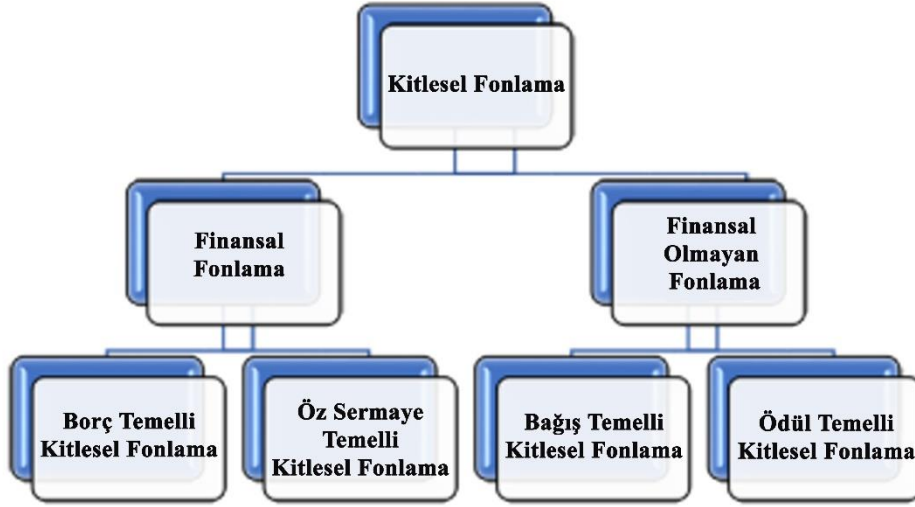 Kitlesel Fonlama
Finansal
Fonlama
Finansal
Olmayan
Fonlama
Borç Temelli
Kitlesel Fonlama
Öz Sermaye
Temelli
Kitlesel Fonlama
Bağış Temelli
Kitlesel Fonlama
Ödül Temelli
Kitlesel Fonlama